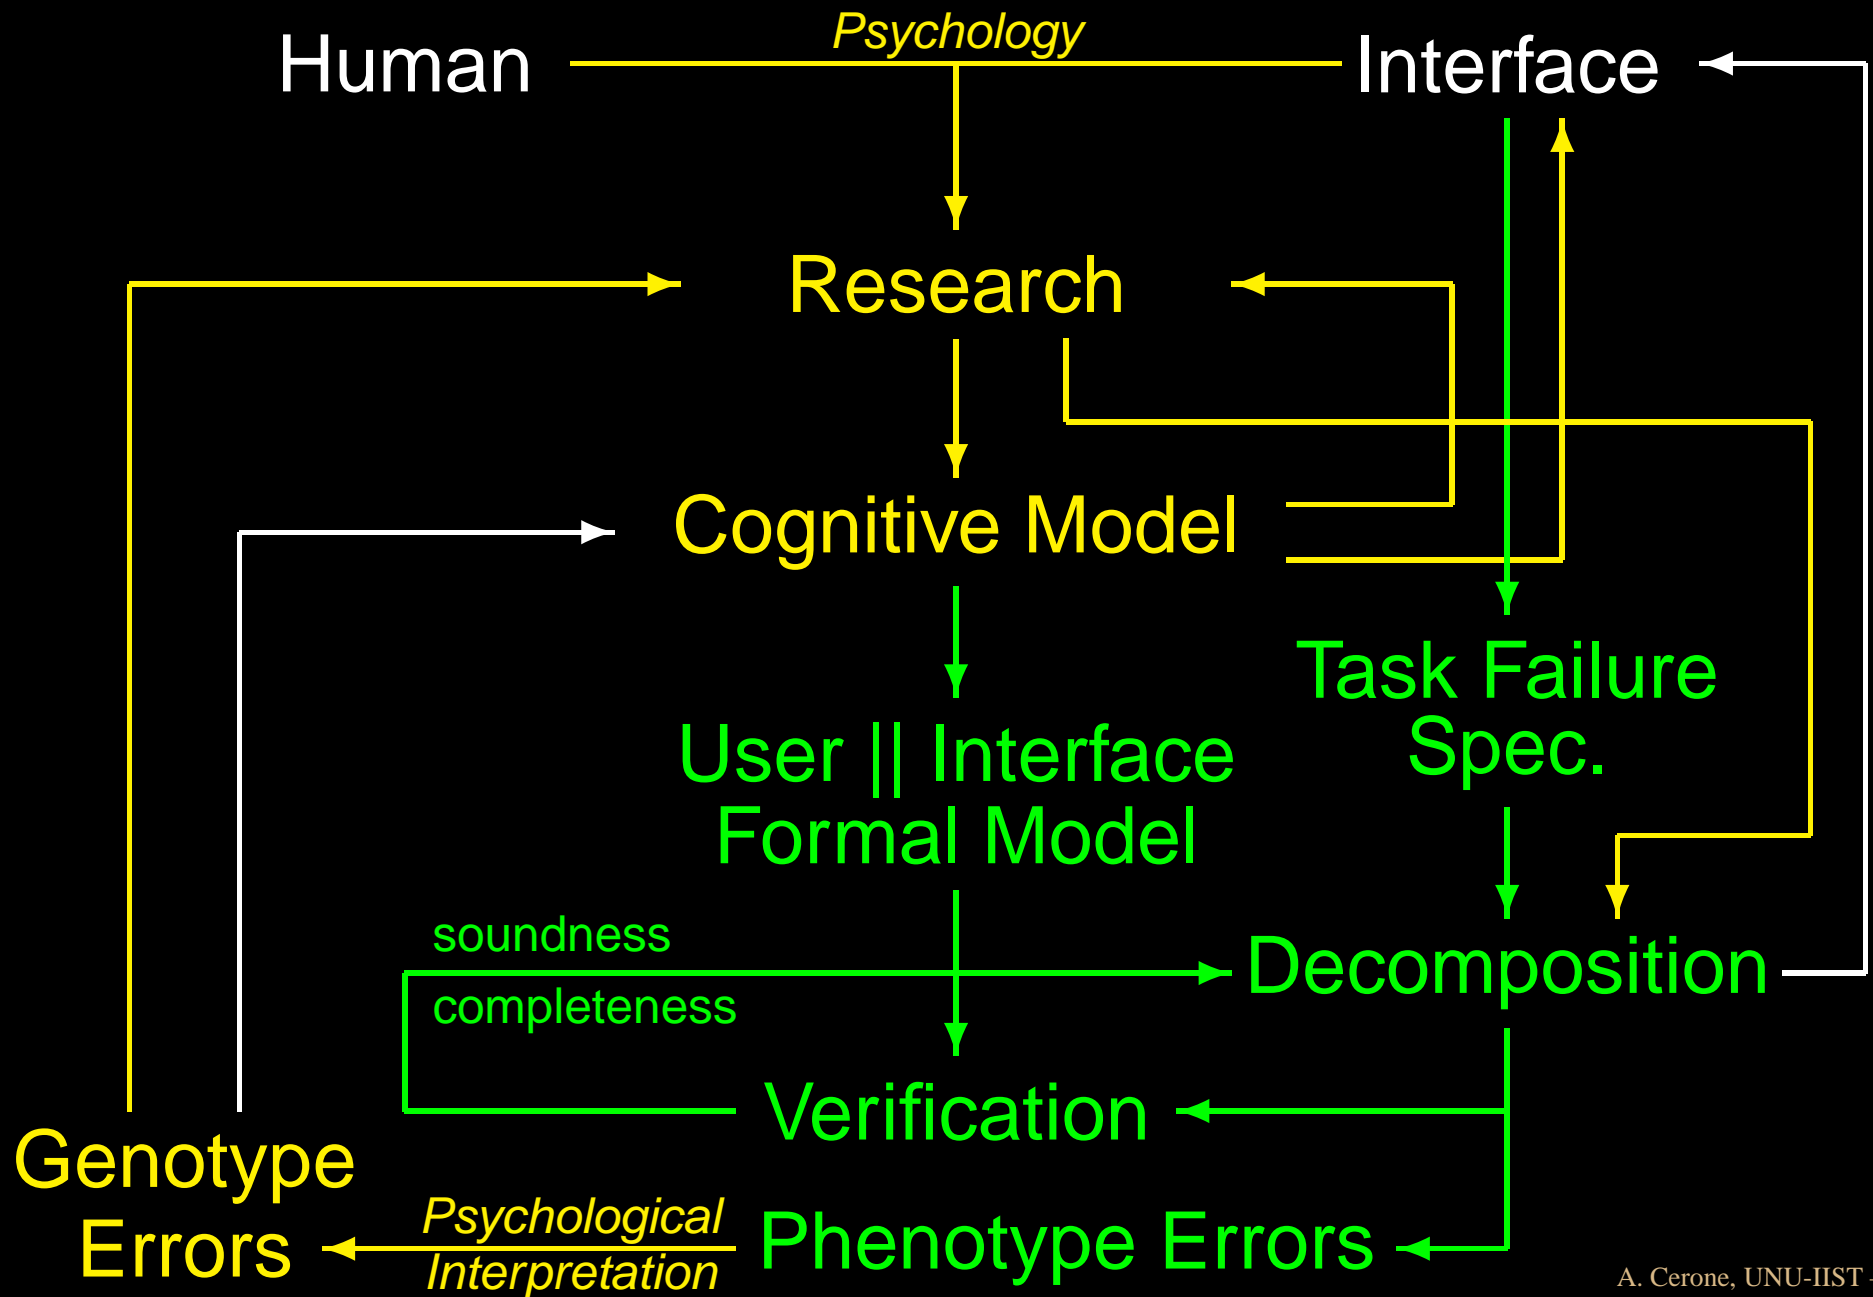 Human
Psychology
Interface
Research
Cognitive Model
Task Failure
Spec.
User || Interface
Formal Model
soundness
completeness
Decomposition
Verification
Genotype
Errors
Psychological
Interpretation
Phenotype Errors
A. Cerone, UNU-IIST -